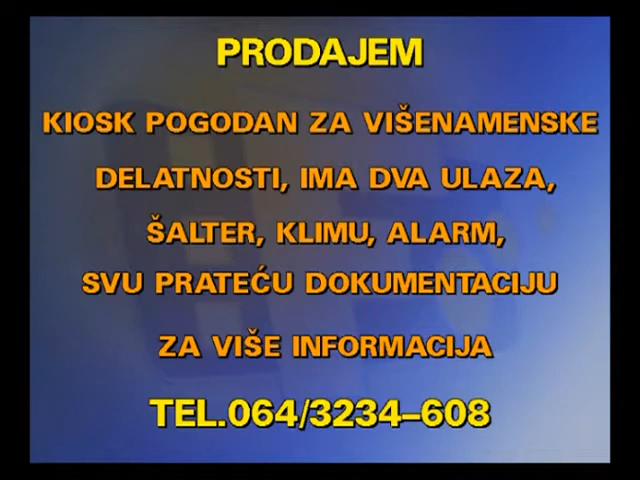 PRODAJEM
KIOSK POGODAN ZA VIŠENAMENSKE
DELATNOSTI, IMA DVA ULAZA,
ŠALTER, KLIMU, ALARM,
SVU PRATEĆU DOKUMENTACIJU
ZA VIŠE INFORMACIJA
TEL.064/3234–608